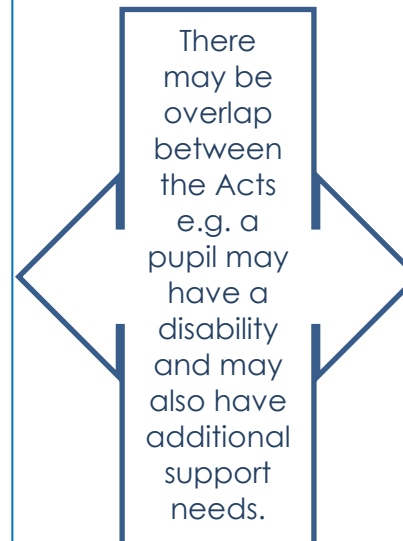 There
may be
overlap
between
the Acts
e.g. a
pupil may
have a
disability
and may
also have
additional
support
needs.